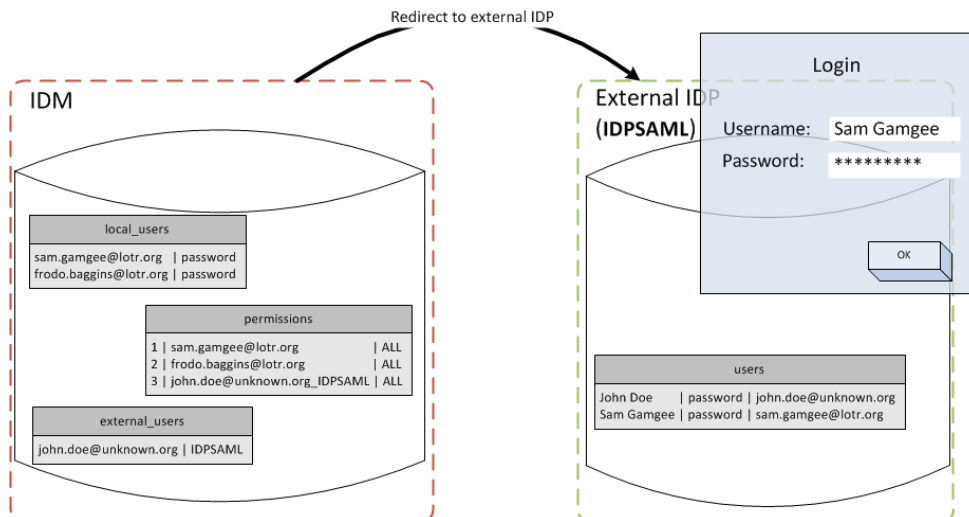 Redirect to external IDP
IDM
local_users
sam.gamgee@lotr.org | password
frodo.baggins@lotr.org | password
permissions
1 | sam.gamgee@lotr.org | ALL
2 | frodo.baggins@lotr.org | ALL
3 | john.doe@unknown.org_IDPSAML | ALL
external_users
john.doe@unknown.org | IDPSAML
External IDP
(IDPSAML)
Login
Username: Sam Gamgee
Password: *********
OK
users
John Doe | password | john.doe@unknown.org
Sam Gamgee | password | sam.gamgee@lotr.org